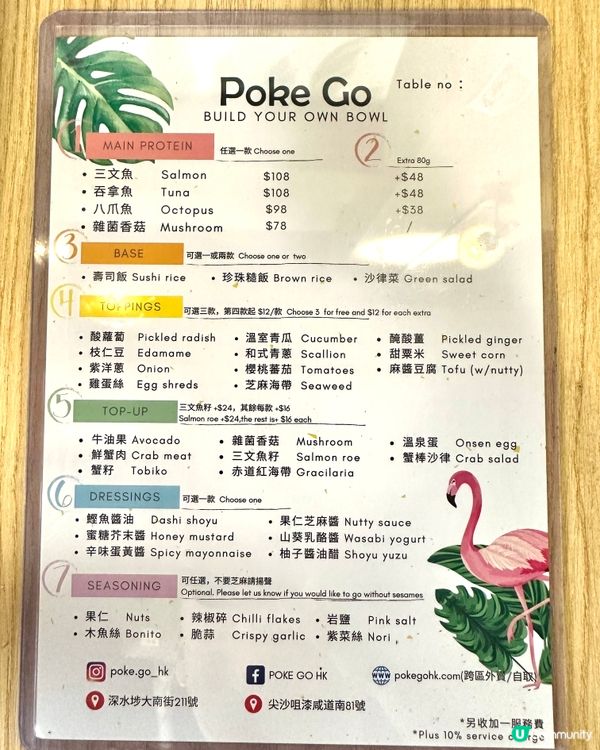 Poke Go
Table no：
BUILD YOUR OWN BOWL
1 MAIN PROTEIN 任選一款 Choose one
2 Extra 80g
• 三文魚 Salmon $108 +$48
• 吞拿魚 Tuna $108 +$48
• 八爪魚 Octopus $98 +$38
• 雜菌香菇 Mushroom $78 /
3 BASE 可選一或兩款 Choose one or two
• 壽司飯 Sushi rice • 珍珠糙飯 Brown rice • 沙律菜 Green salad
4 TOPPINGS 可選三款，第四款起 $12/款 Choose 3 for free and $12 for each extra
• 酸蘿蔔 Pickled radish • 溫室青瓜 Cucumber • 醃酸薑 Pickled ginger
• 枝仁豆 Edamame • 和式青蔥 Scallion • 甜粟米 Sweet corn
• 紫洋蔥 Onion • 櫻桃蕃茄 Tomatoes • 麻醬豆腐 Tofu (w/nutty)
• 雞蛋絲 Egg shreds • 芝麻海帶 Seaweed
5 TOP-UP 三文魚籽 +$24，其餘每款 +$16
Salmon roe +$24,the rest is+ $16 each
• 牛油果 Avocado • 雜菌香菇 Mushroom • 溫泉蛋 Onsen egg
• 鮮蟹肉 Crab meat • 三文魚籽 Salmon roe • 蟹棒沙律 Crab salad
• 蟹籽 Tobiko • 赤道紅海帶 Gracilaria
6 DRESSINGS 可選一款 Choose one
• 鰹魚醬油 Dashi shoyu • 果仁芝麻醬 Nutty sauce
• 蜜糖芥末醬 Honey mustard • 山葵乳酪醬 Wasabi yogurt
• 辛味蛋黃醬 Spicy mayonnaise • 柚子醬油醋 Shoyu yuzu
7 SEASONING 可任選，不要芝麻請揚聲
Optional. Please let us know if you would like to go without sesames
• 果仁 Nuts • 辣椒碎 Chilli flakes • 岩鹽 Pink salt
• 木魚絲 Bonito • 脆蒜 Crispy garlic • 紫菜絲 Nori
poke.go_hk POKE GO HK www pokegohk.com(跨區外賣/自取)
深水埗大南街211號 尖沙咀漆咸道南81號
*另收加一服務費
*Plus 10% service charge
U Community